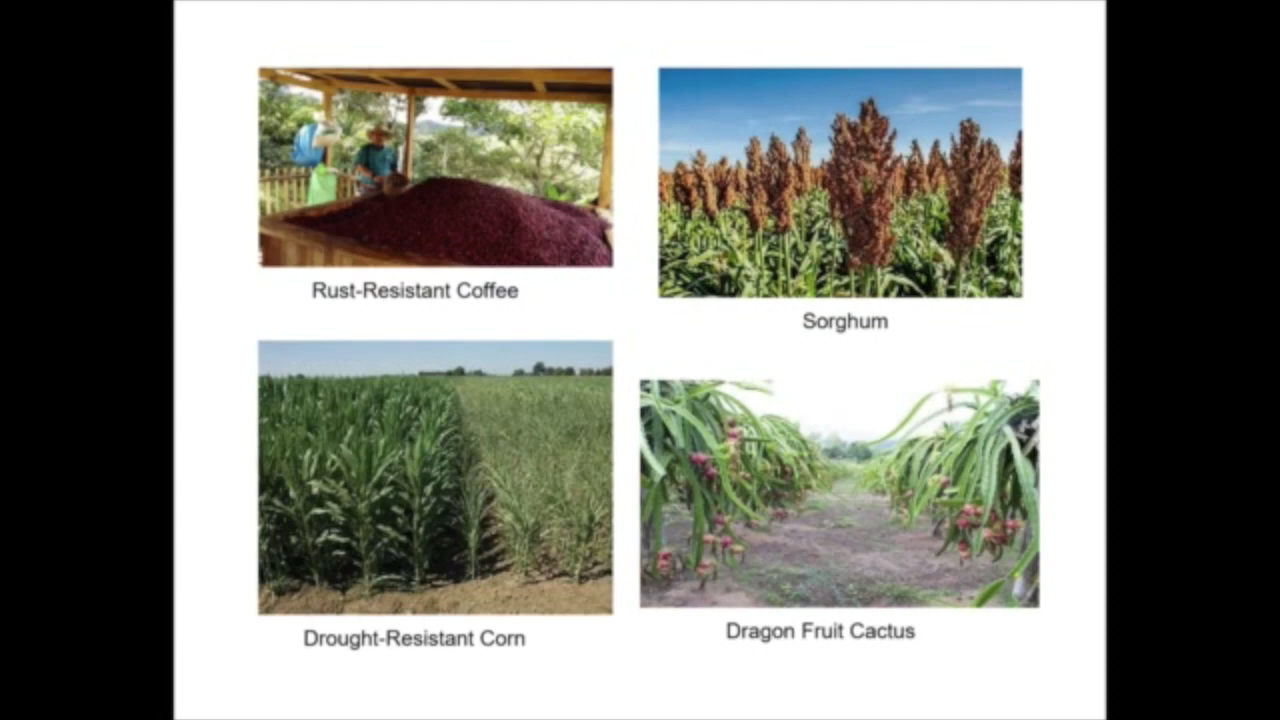 Rust-Resistant Coffee
Sorghum
Drought-Resistant Corn
Dragon Fruit Cactus